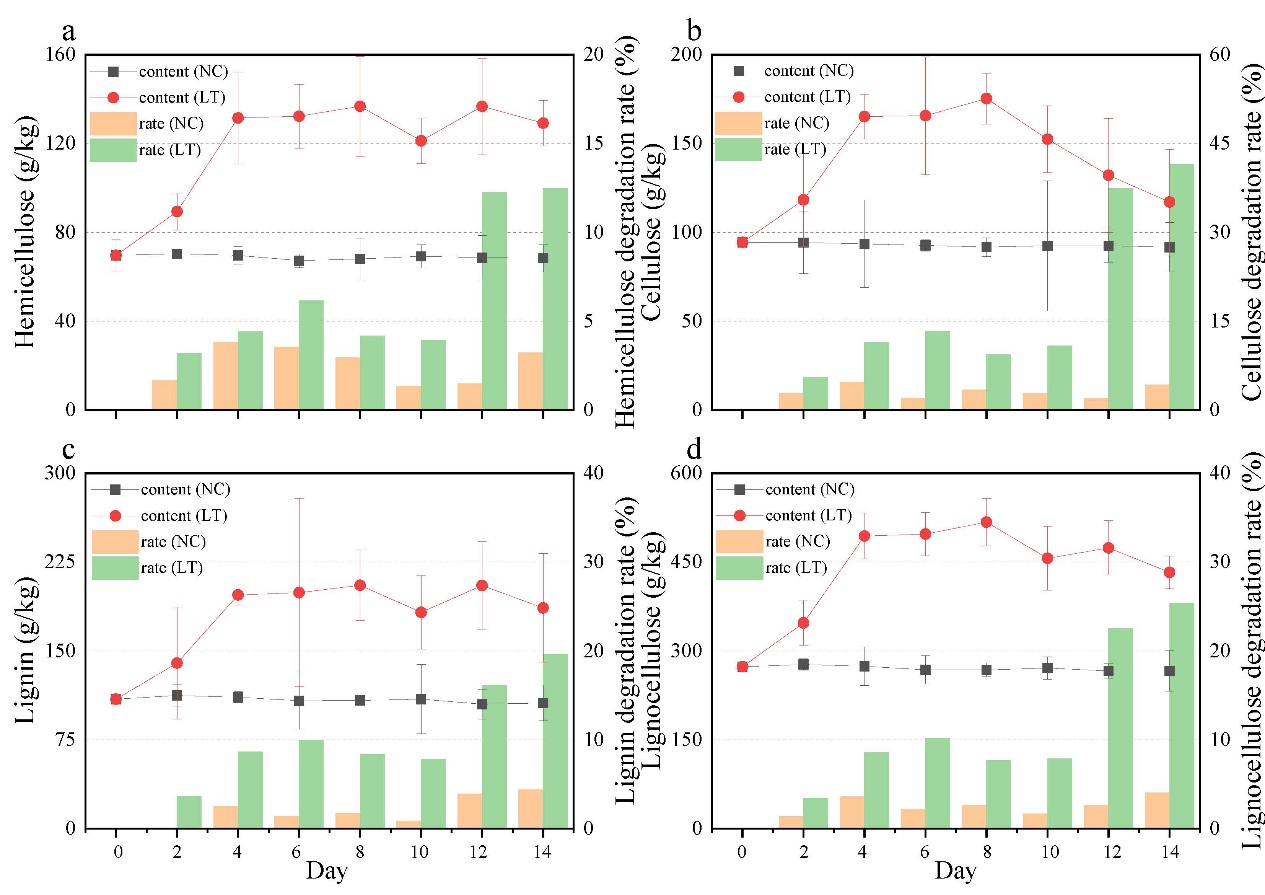 a
160
120
80
40
0
Hemicellulose (g/kg)
content (NC)
content (LT)
rate (NC)
rate (LT)
20
15
10
5
0
Hemicellulose degradation rate (%)
b
200
150
100
50
0
Cellulose (g/kg)
content (NC)
content (LT)
rate (NC)
rate (LT)
60
45
30
15
0
Cellulose degradation rate (%)
c
300
225
150
75
0
Lignin (g/kg)
content (NC)
content (LT)
rate (NC)
rate (LT)
40
30
20
10
0
Lignin degradation rate (%)
0 2 4 6 8 10 12 14
Day
d
600
450
300
150
0
Lignocellulose (g/kg)
content (NC)
content (LT)
rate (NC)
rate (LT)
40
30
20
10
0
Lignocellulose degradation rate (%)
0 2 4 6 8 10 12 14
Day